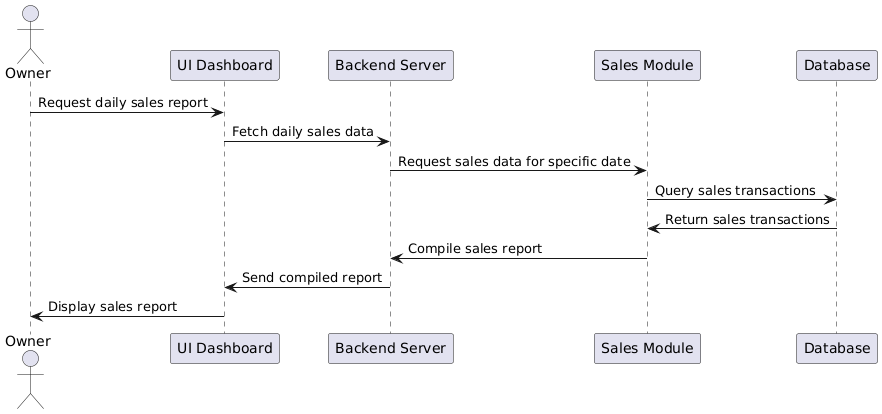 Owner
UI Dashboard
Backend Server
Sales Module
Database
Request daily sales report
Fetch daily sales data
Request sales data for specific date
Query sales transactions
Return sales transactions
Compile sales report
Send compiled report
Display sales report
Owner
UI Dashboard
Backend Server
Sales Module
Database